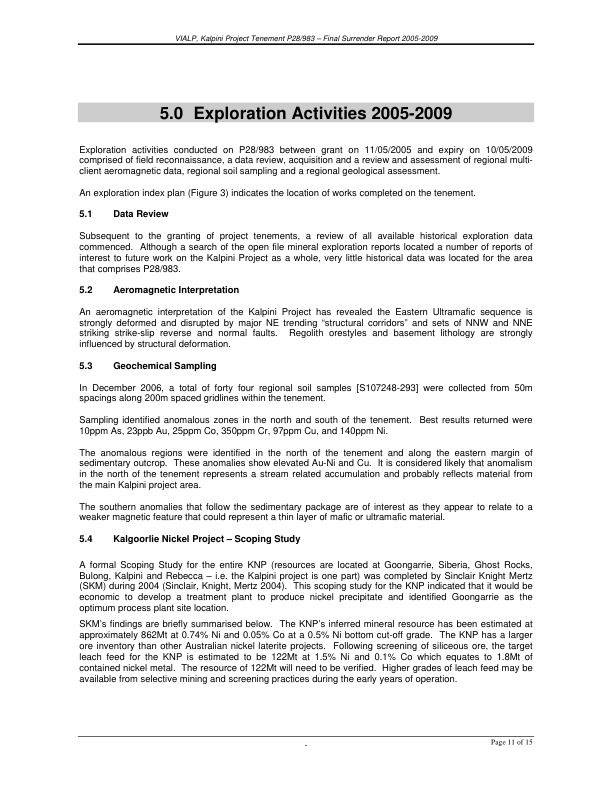 VIALP, Kalpini Project Tenement P28/983 – Final Surrender Report 2005-2009
5.0 Exploration Activities 2005-2009
Exploration activities conducted on P28/983 between grant on 11/05/2005 and expiry on 10/05/2009
comprised of field reconnaissance, a data review, acquisition and a review and assessment of regional multi-
client aeromagnetic data, regional soil sampling and a regional geological assessment.
An exploration index plan (Figure 3) indicates the location of works completed on the tenement.
5.1 Data Review
Subsequent to the granting of project tenements, a review of all available historical exploration data
commenced. Although a search of the open file mineral exploration reports located a number of reports of
interest to future work on the Kalpini Project as a whole, very little historical data was located for the area
that comprises P28/983.
5.2 Aeromagnetic Interpretation
An aeromagnetic interpretation of the Kalpini Project has revealed the Eastern Ultramafic sequence is
strongly deformed and disrupted by major NE trending “structural corridors” and sets of NNW and NNE
striking strike-slip reverse and normal faults. Regolith orestyles and basement lithology are strongly
influenced by structural deformation.
5.3 Geochemical Sampling
In December 2006, a total of forty four regional soil samples [S107248-293] were collected from 50m
spacings along 200m spaced gridlines within the tenement.
Sampling identified anomalous zones in the north and south of the tenement. Best results returned were
10ppm As, 23ppb Au, 25ppm Co, 350ppm Cr, 97ppm Cu, and 140ppm Ni.
The anomalous regions were identified in the north of the tenement and along the eastern margin of
sedimentary outcrop. These anomalies show elevated Au-Ni and Cu. It is considered likely that anomalism
in the north of the tenement represents a stream related accumulation and probably reflects material from
the main Kalpini project area.
The southern anomalies that follow the sedimentary package are of interest as they appear to relate to a
weaker magnetic feature that could represent a thin layer of mafic or ultramafic material.
5.4 Kalgoorlie Nickel Project – Scoping Study
A formal Scoping Study for the entire KNP (resources are located at Goongarrie, Siberia, Ghost Rocks,
Bulong, Kalpini and Rebecca – i.e. the Kalpini project is one part) was completed by Sinclair Knight Mertz
(SKM) during 2004 (Sinclair, Knight, Mertz 2004). This scoping study for the KNP indicated that it would be
economic to develop a treatment plant to produce nickel precipitate and identified Goongarrie as the
optimum process plant site location.
SKM’s findings are briefly summarised below. The KNP’s inferred mineral resource has been estimated at
approximately 862Mt at 0.74% Ni and 0.05% Co at a 0.5% Ni bottom cut-off grade. The KNP has a larger
ore inventory than other Australian nickel laterite projects. Following screening of siliceous ore, the target
leach feed for the KNP is estimated to be 122Mt at 1.5% Ni and 0.1% Co which equates to 1.8Mt of
contained nickel metal. The resource of 122Mt will need to be verified. Higher grades of leach feed may be
available from selective mining and screening practices during the early years of operation.
-
Page 11 of 15